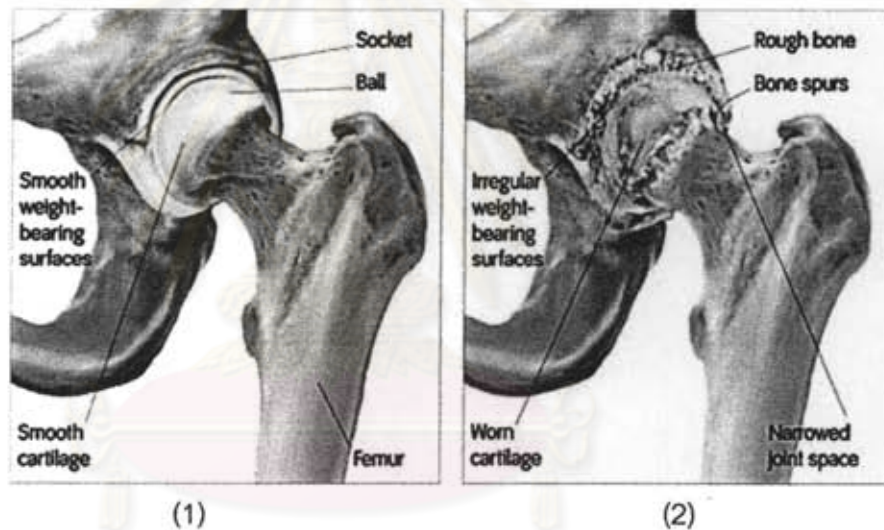 Socket
Ball
Smooth
weight-
bearing
surfaces
Smooth
cartilage
Femur
Rough bone
Bone spurs
Irregular
weight-
bearing
surfaces
Worn
cartilage
Narrowed
joint space
(1)
(2)